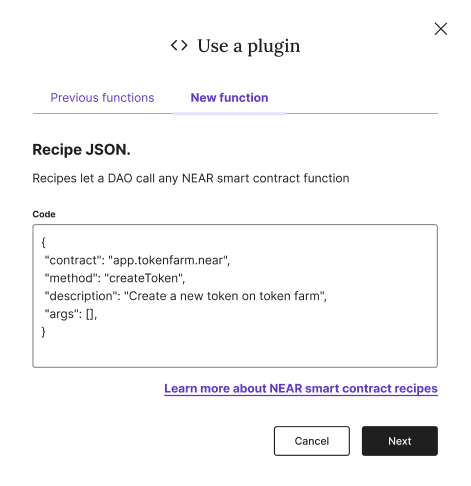 <> Use a plugin
Previous functions New function
Recipe JSON.
Recipes let a DAO call any NEAR smart contract function
Code
{
"contract": "app.tokenfarm.near",
"method": "createToken",
"description": "Create a new token on token farm",
"args": [],
}
Learn more about NEAR smart contract recipes
Cancel Next